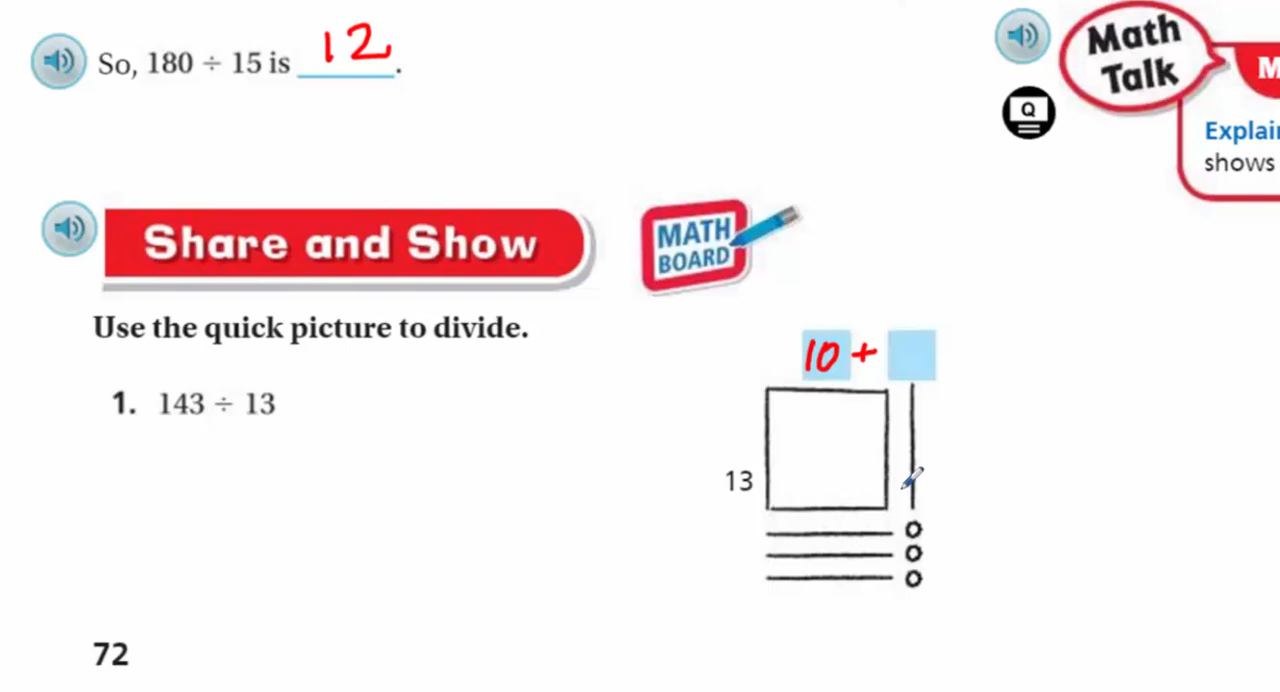 So, 180 ÷ 15 is 12.
Math
Talk
M
Q
Explain
shows
Share and Show
MATH
BOARD
Use the quick picture to divide.
10 +
1. 143 ÷ 13
13
72